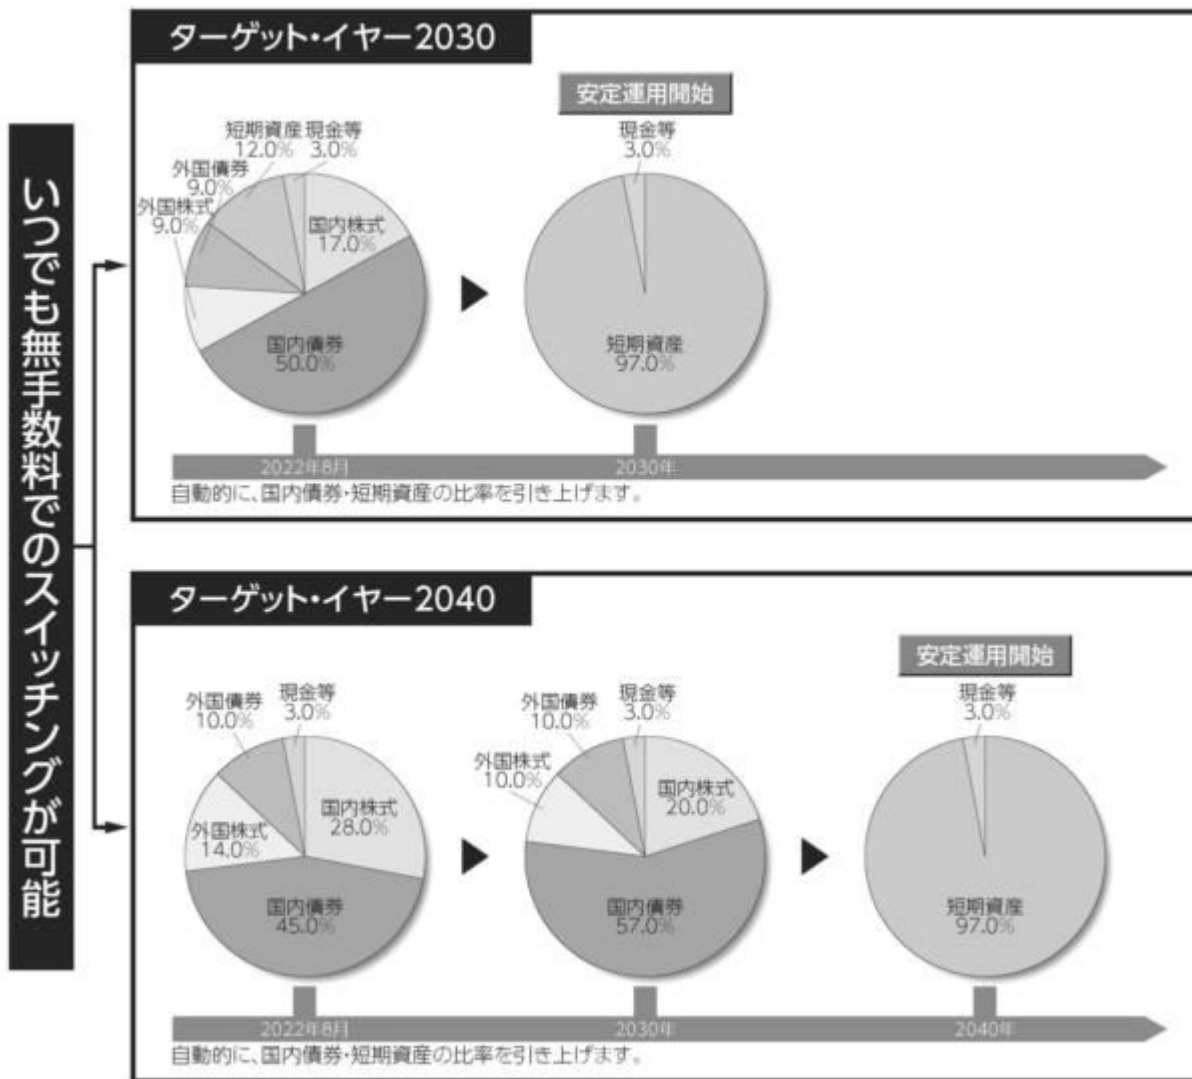 いつでも無手数料でのスイッチングが可能
ターゲット・イヤー2030
安定運用開始
短期資産
12.0%
現金等
3.0%
外国債券
9.0%
外国株式
9.0%
国内株式
17.0%
国内債券
50.0%
現金等
3.0%
短期資産
97.0%
2022年8月
2030年
自動的に、国内債券・短期資産の比率を引き上げます。
ターゲット・イヤー2040
安定運用開始
外国債券
10.0%
現金等
3.0%
国内株式
28.0%
外国株式
14.0%
国内債券
45.0%
外国債券
10.0%
現金等
3.0%
外国株式
10.0%
国内株式
20.0%
国内債券
57.0%
現金等
3.0%
短期資産
97.0%
2022年8月
2030年
2040年
自動的に、国内債券・短期資産の比率を引き上げます。